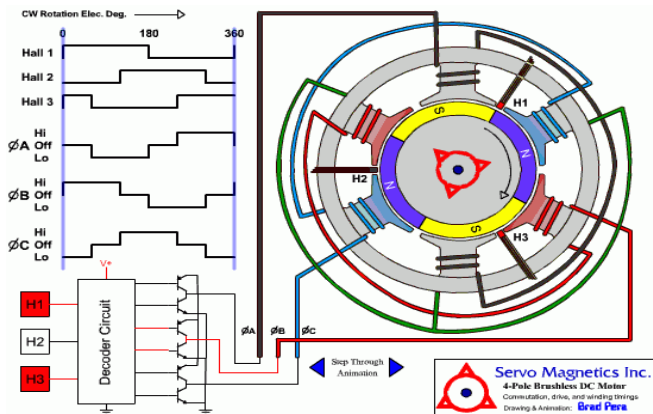 CW Rotation Elec. Deg.
0 180 360
Hall 1
Hall 2
Hall 3
ØA Hi
Off
Lo
ØB Hi
Off
Lo
ØC Hi
Off
Lo
V+
H1
H2
H3
Decoder Circuit
ØA ØB ØC
H1
H2
H3
S
N
N
S
Step Through
Animation
Servo Magnetics Inc.
4-Pole Brushless DC Motor
Commutation, drive, and winding timings
Drawing & Animation: Brad Pera